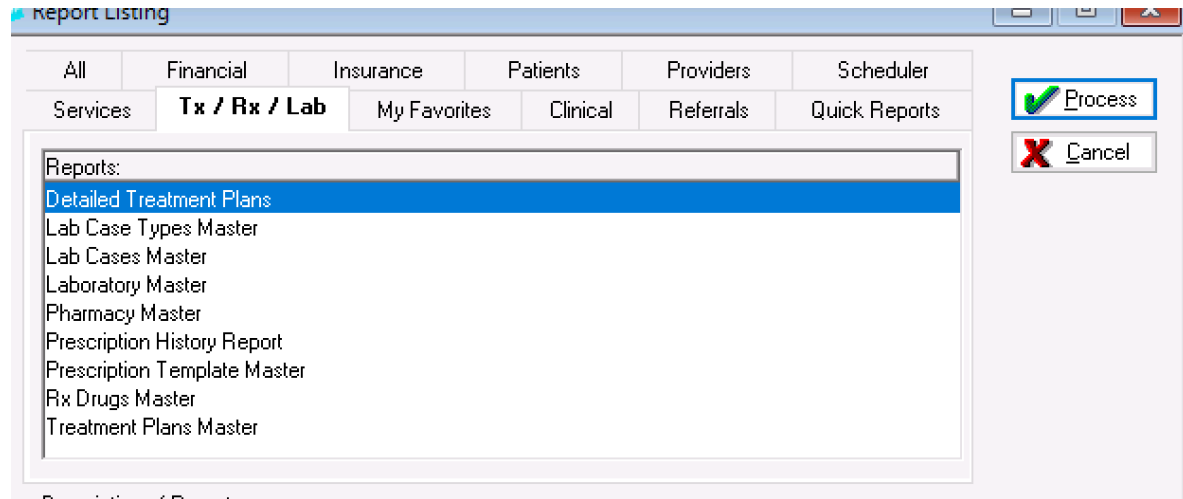 Report Listing
All Financial Insurance Patients Providers Scheduler
Services Tx / Rx / Lab My Favorites Clinical Referrals Quick Reports
Process
Cancel
Reports:
Detailed Treatment Plans
Lab Case Types Master
Lab Cases Master
Laboratory Master
Pharmacy Master
Prescription History Report
Prescription Template Master
Rx Drugs Master
Treatment Plans Master